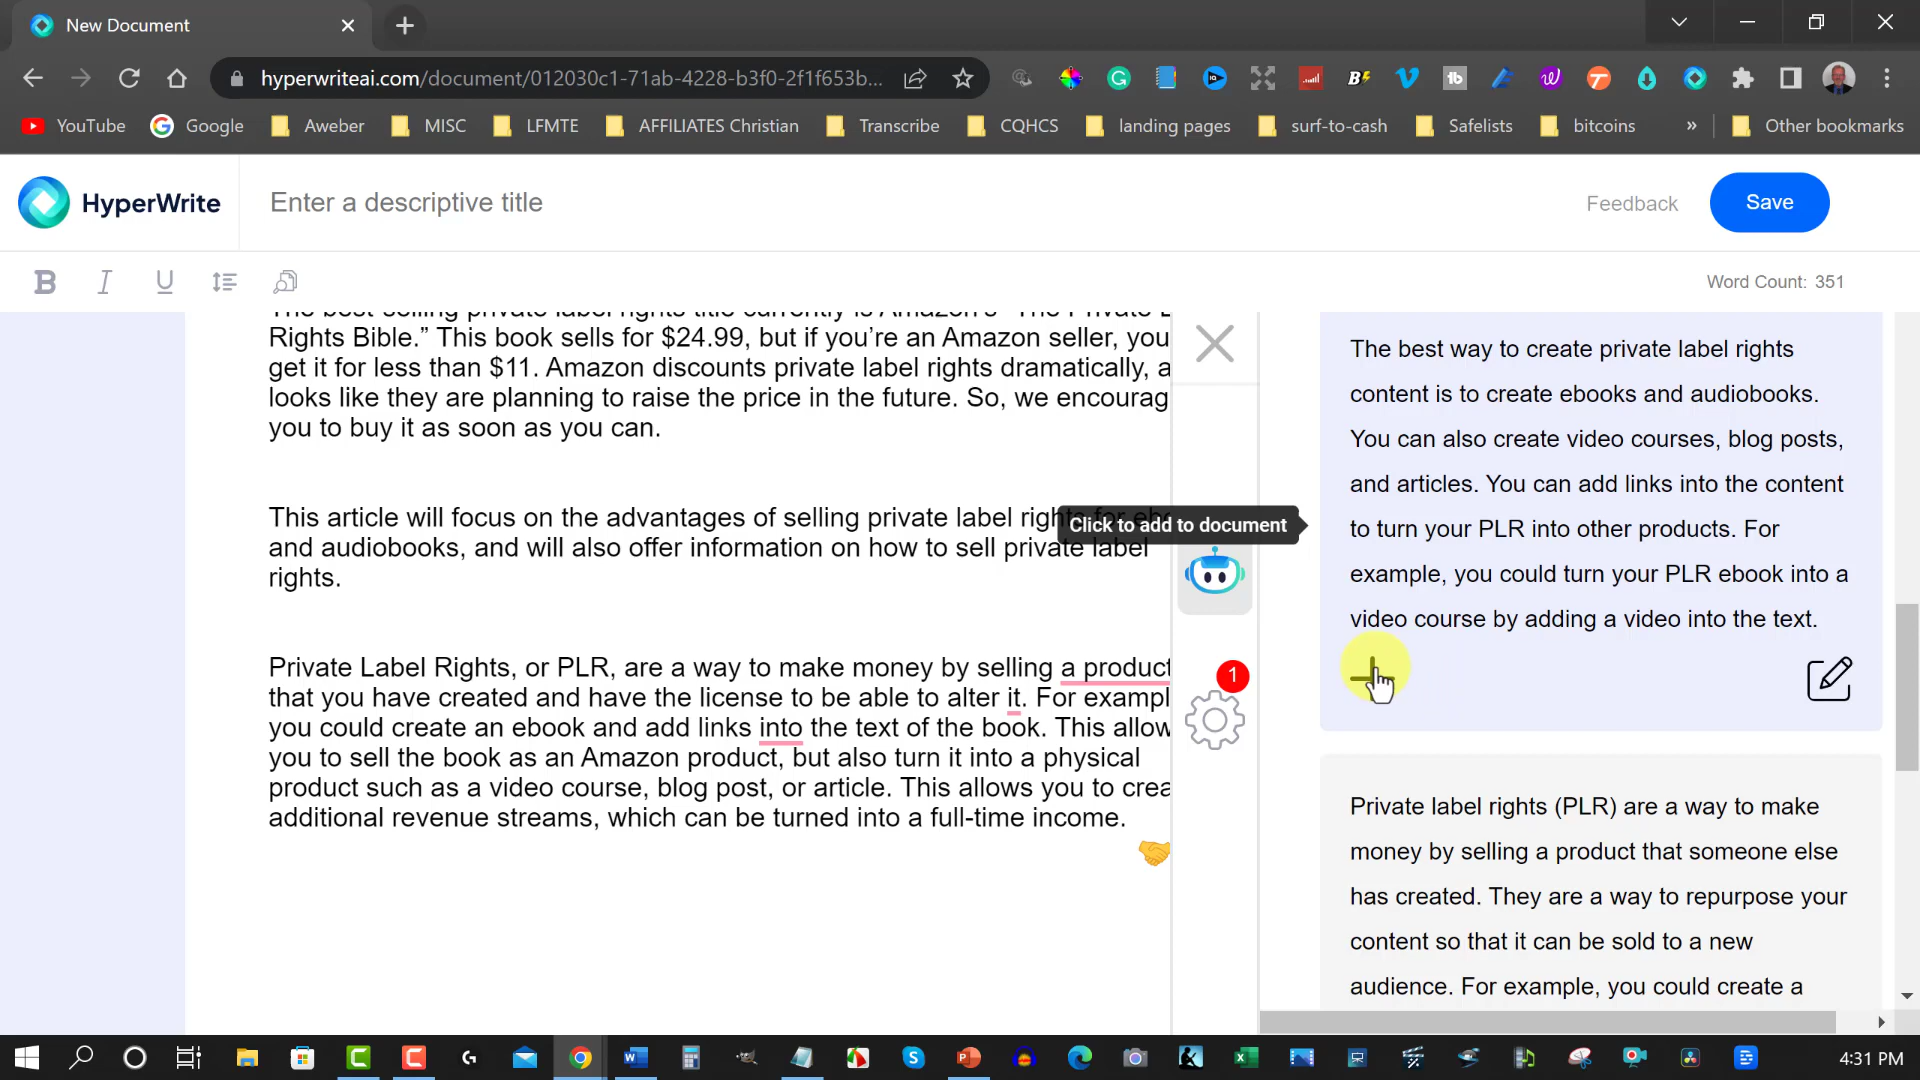 New Document
hyperwriteai.com/document/012030c1-71ab-4228-b3f0-2f1f653b...
YouTube
Google
Aweber
MISC
LFMTE
AFFILIATES Christian
Transcribe
CQHCS
landing pages
surf-to-cash
Safelists
bitcoins
»
Other bookmarks
HyperWrite
Enter a descriptive title
Feedback
Save
B I U
Word Count: 351
The best-selling private label rights title currently is Amazon's "The Private L
Rights Bible.” This book sells for $24.99, but if you’re an Amazon seller, you
get it for less than $11. Amazon discounts private label rights dramatically, a
looks like they are planning to raise the price in the future. So, we encourag
you to buy it as soon as you can.
This article will focus on the advantages of selling private label rights for ebo
and audiobooks, and will also offer information on how to sell private label
rights.
Private Label Rights, or PLR, are a way to make money by selling a product
that you have created and have the license to be able to alter it. For exampl
you could create an ebook and add links into the text of the book. This allow
you to sell the book as an Amazon product, but also turn it into a physical
product such as a video course, blog post, or article. This allows you to crea
additional revenue streams, which can be turned into a full-time income.
Click to add to document
1
The best way to create private label rights
content is to create ebooks and audiobooks.
You can also create video courses, blog posts,
and articles. You can add links into the content
to turn your PLR into other products. For
example, you could turn your PLR ebook into a
video course by adding a video into the text.
Private label rights (PLR) are a way to make
money by selling a product that someone else
has created. They are a way to repurpose your
content so that it can be sold to a new
audience. For example, you could create a
4:31 PM